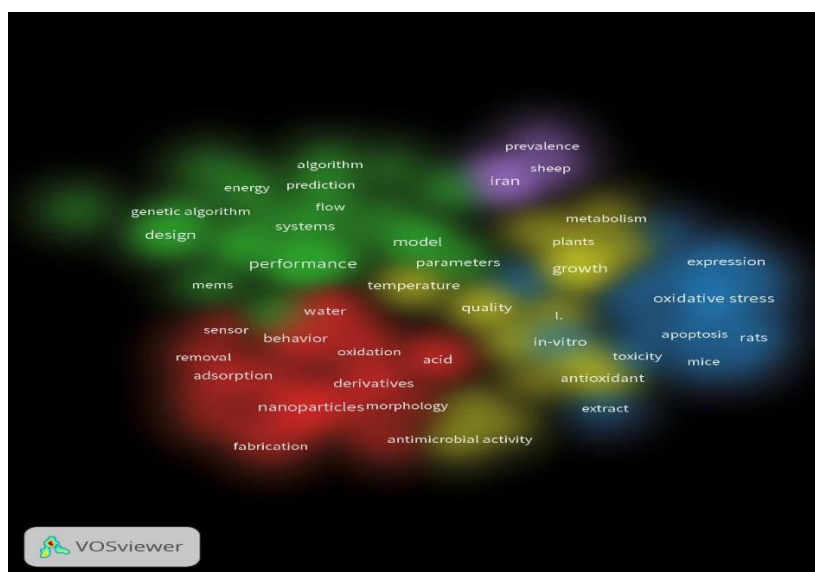 prevalence
algorithm
sheep
energy
prediction
iran
genetic algorithm
flow
metabolism
design
systems
model
plants
performance
parameters
growth
expression
mems
temperature
oxidative stress
water
quality
l.
sensor
behavior
in-vitro
apoptosis
rats
removal
oxidation
acid
toxicity
mice
adsorption
derivatives
antioxidant
nanoparticles
morphology
extract
fabrication
antimicrobial activity
VOSviewer